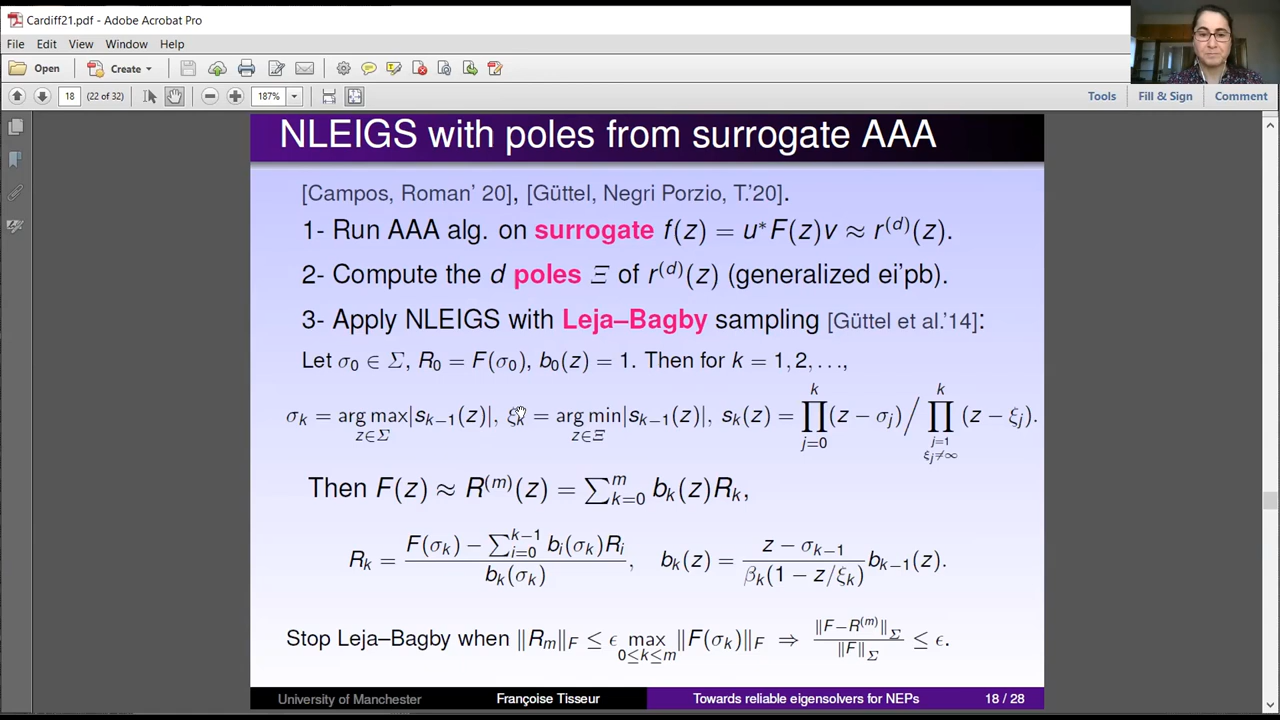 Cardiff21.pdf - Adobe Acrobat Pro
File Edit View Window Help
Open Create
18 (22 of 32) 187% Tools Fill & Sign Comment
NLEIGS with poles from surrogate AAA
[Campos, Roman' 20], [Güttel, Negri Porzio, T.'20].
1- Run AAA alg. on surrogate f(z) = u*F(z)v ≈ r^(d)(z).
2- Compute the d poles Ξ of r^(d)(z) (generalized ei'pb).
3- Apply NLEIGS with Leja–Bagby sampling [Güttel et al.'14]:
Let σ_0 ∈ Σ, R_0 = F(σ_0), b_0(z) = 1. Then for k = 1, 2, . . .,
σ_k = arg max_{z∈Σ} |s_{k−1}(z)|, ξ_k = arg min_{z∈Ξ} |s_{k−1}(z)|, s_k(z) = ∏_{j=0}^{k} (z − σ_j) / ∏_{j=1, ξ_j≠∞}^{k} (z − ξ_j).
Then F(z) ≈ R^(m)(z) = ∑_{k=0}^{m} b_k(z)R_k,
R_k = (F(σ_k) − ∑_{i=0}^{k−1} b_i(σ_k)R_i) / b_k(σ_k), b_k(z) = (z − σ_{k−1}) / (β_k(1 − z/ξ_k)) b_{k−1}(z).
Stop Leja–Bagby when ‖R_m‖_F ≤ ϵ max_{0≤k≤m} ‖F(σ_k)‖_F ⇒ ‖F−R^(m)‖_Σ / ‖F‖_Σ ≤ ϵ.
University of Manchester Françoise Tisseur Towards reliable eigensolvers for NEPs 18 / 28